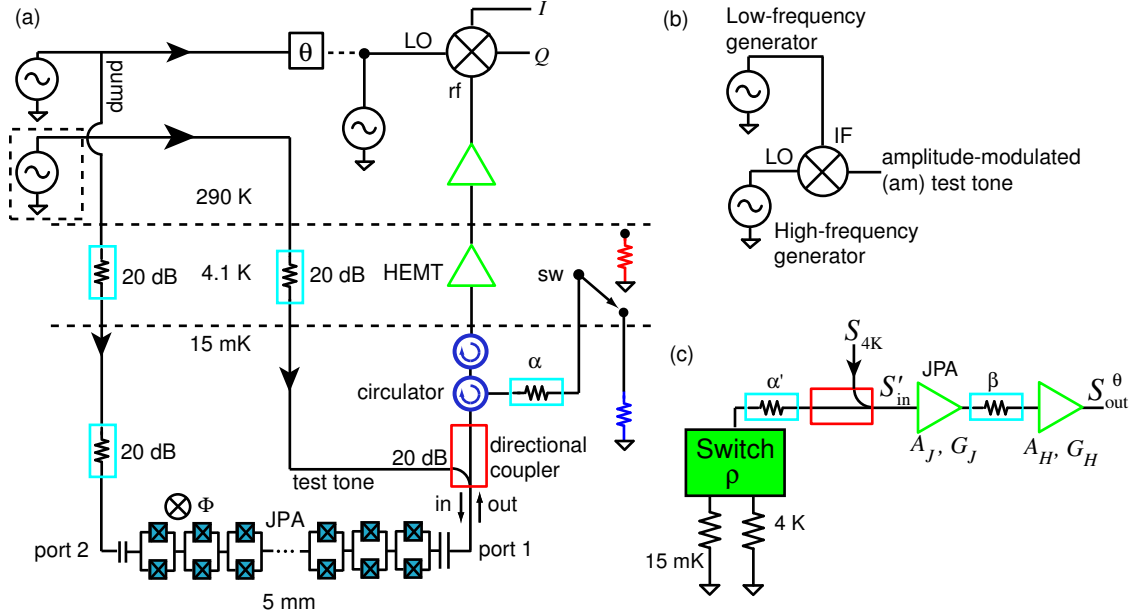 (a)
I
θ
LO
Q
rf
pump
290 K
20 dB
4.1 K
20 dB
HEMT
sw
15 mK
α
circulator
20 dB
20 dB
directional
coupler
test tone
in
out
Φ
JPA
port 2
port 1
5 mm
(b)
Low-frequency
generator
IF
LO
amplitude-modulated
(am) test tone
High-frequency
generator
(c)
S4K
α'
S'in
JPA
β
Sθout
AJ, GJ
AH, GH
Switch
ρ
15 mK
4 K